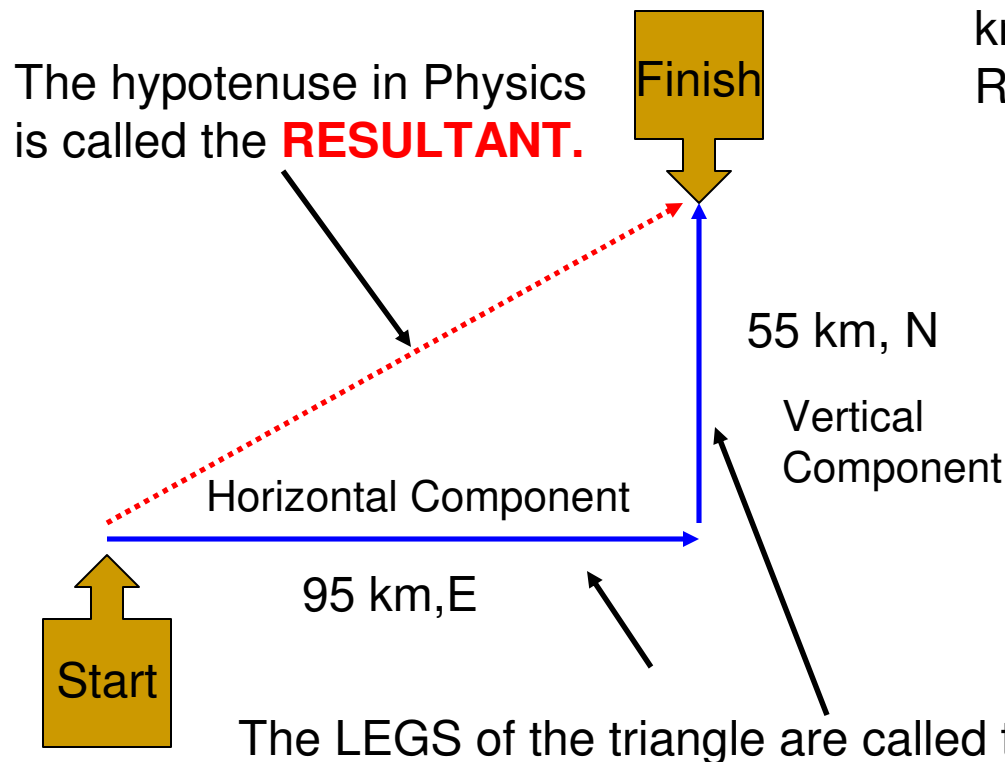 km
R
Finish
The hypotenuse in Physics
is called the RESULTANT.
55 km, N
Vertical
Component
Horizontal Component
95 km,E
Start
The LEGS of the triangle are called